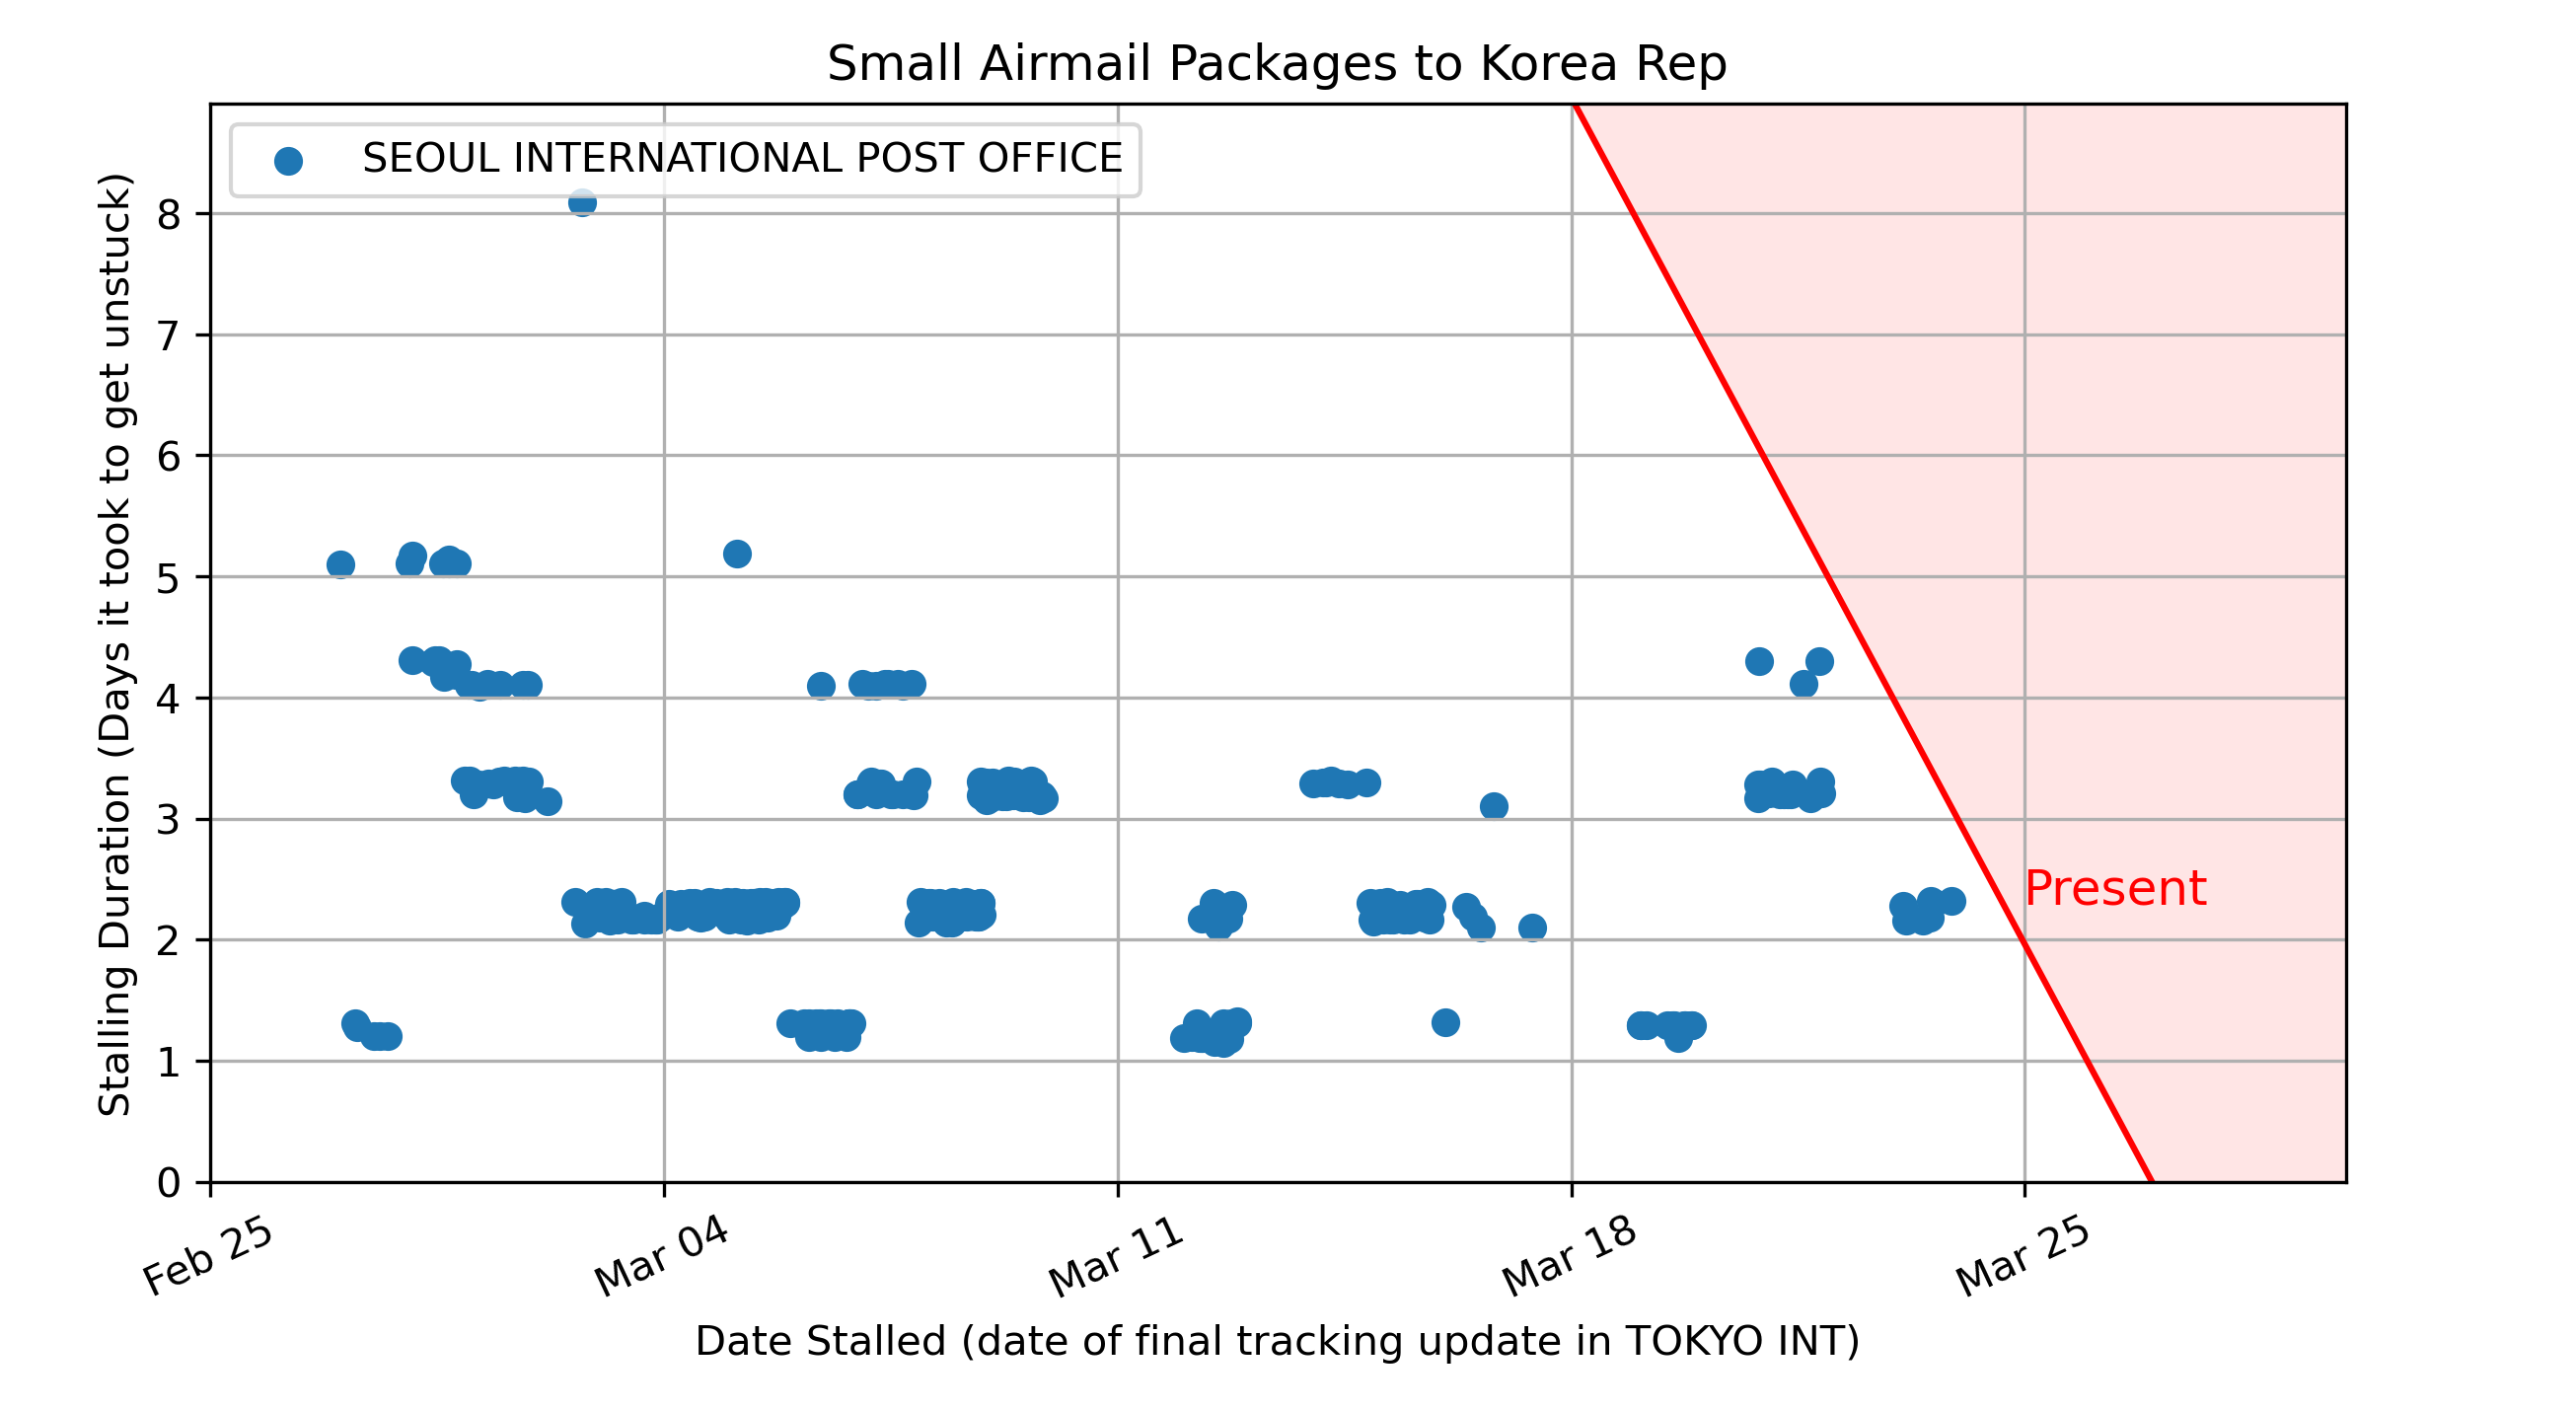 Small Airmail Packages to Korea Rep
SEOUL INTERNATIONAL POST OFFICE
Stalling Duration (Days it took to get unstuck)
8
7
6
5
4
3
2
1
0
Present
Feb 25
Mar 04
Mar 11
Mar 18
Mar 25
Date Stalled (date of final tracking update in TOKYO INT)